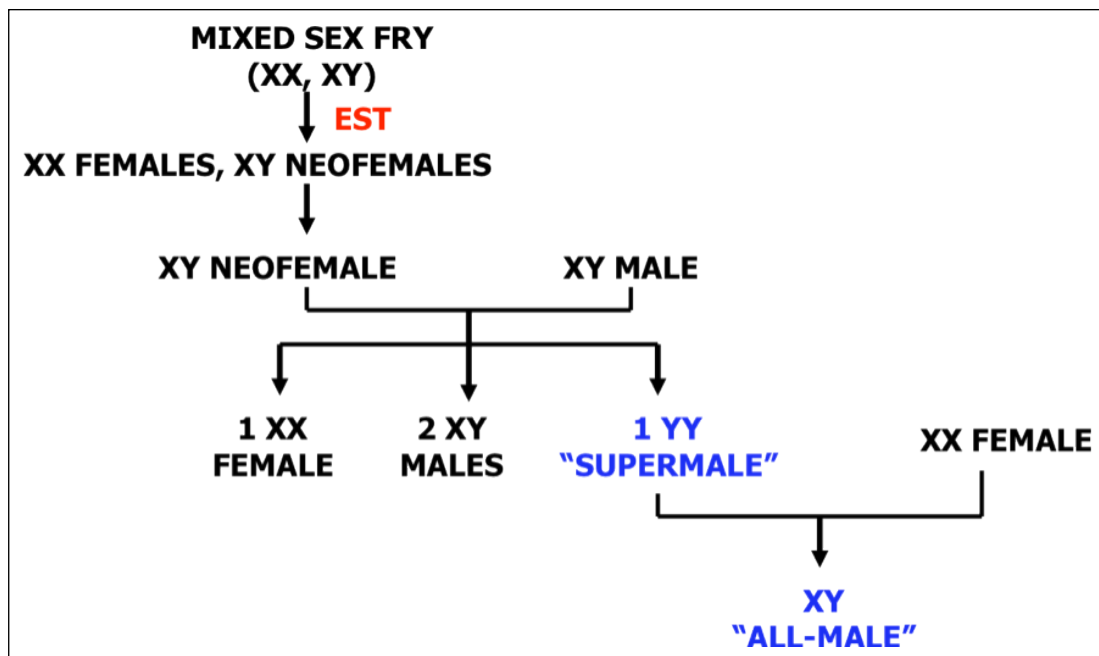 MIXED SEX FRY
(XX, XY)
EST
XX FEMALES, XY NEOFEMALES
XY NEOFEMALE
XY MALE
1 XX
FEMALE
2 XY
MALES
1 YY
“SUPERMALE”
XX FEMALE
XY
“ALL-MALE”